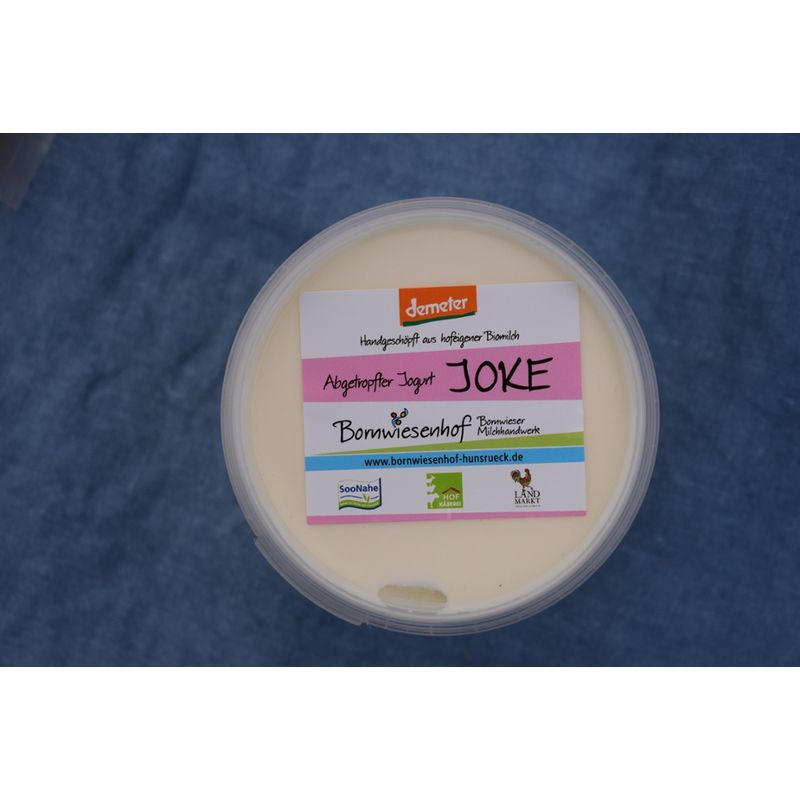 demeter
Handgeschöpft aus hofeigener Biomilch
Abgetropfter Jogurt JOKE
Bornwiesenhof Bornwieser Milchhandwerk
www.bornwiesenhof-hunsrueck.de
SooNahe
HOF
KÄSEREI
LAND
MARKT